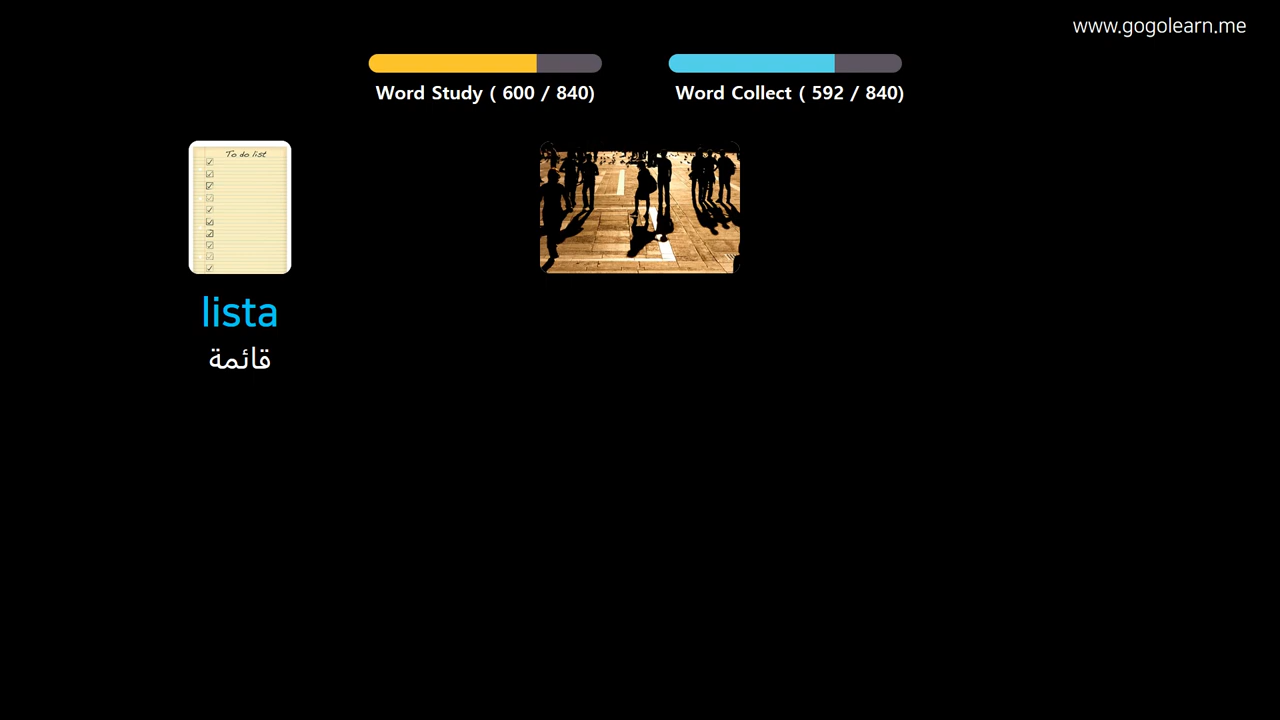 www.gogolearn.me
Word Study ( 600 / 840)
Word Collect ( 592 / 840)
To do list
lista
قائمة